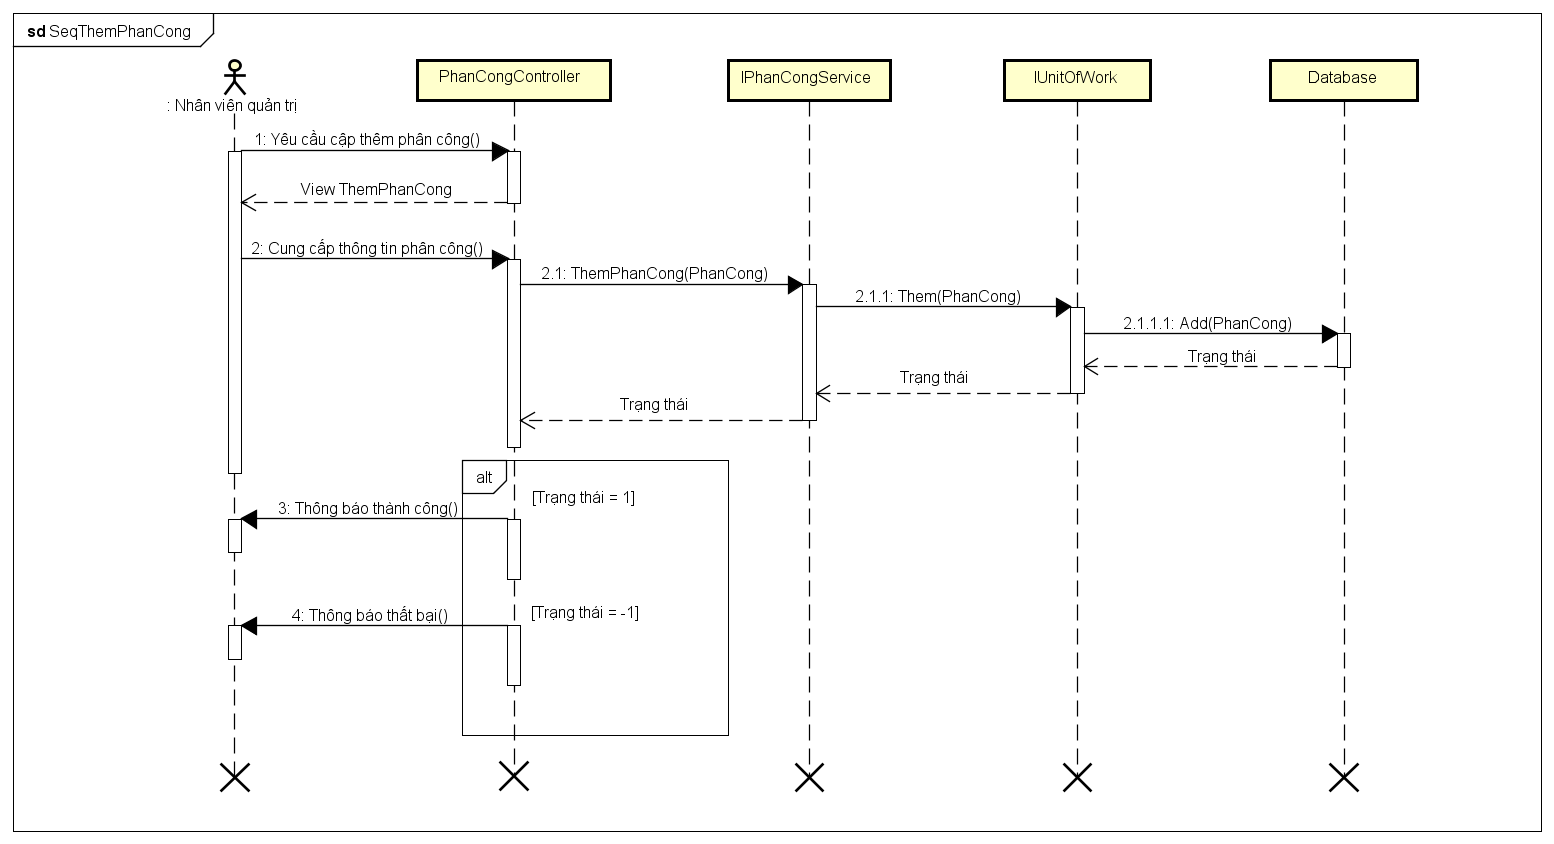 sd SeqThemPhanCong
: Nhân viên quản trị
PhanCongController
IPhanCongService
IUnitOfWork
Database
1: Yêu cầu cập thêm phân công()
View ThemPhanCong
2: Cung cấp thông tin phân công()
2.1: ThemPhanCong(PhanCong)
2.1.1: Them(PhanCong)
2.1.1.1: Add(PhanCong)
Trạng thái
Trạng thái
Trạng thái
alt
[Trạng thái = 1]
3: Thông báo thành công()
[Trạng thái = -1]
4: Thông báo thất bại()